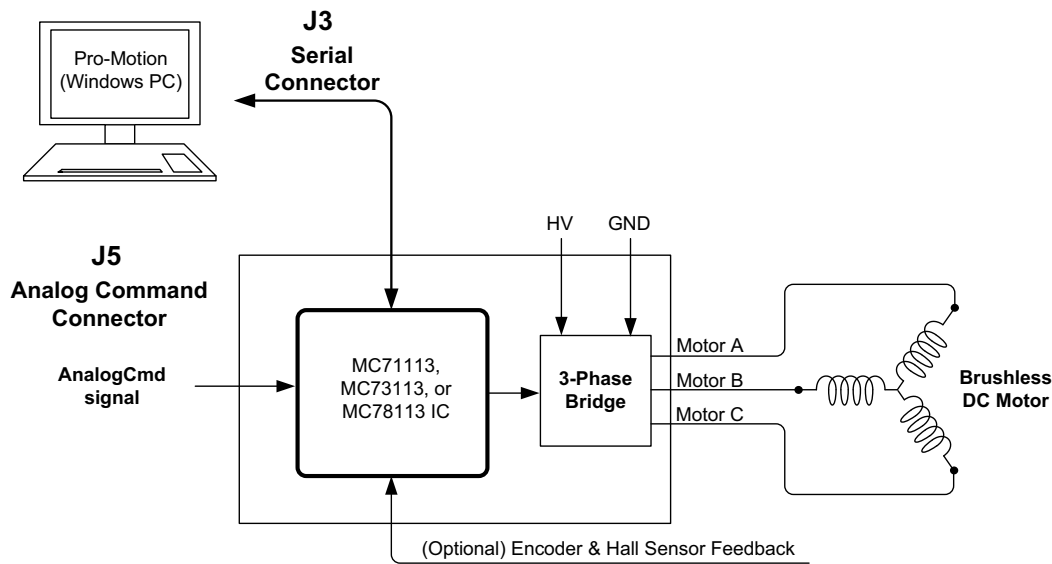 J3
Serial
Connector
Pro-Motion
(Windows PC)
J5
Analog Command
Connector
AnalogCmd
signal
HV
GND
MC71113,
MC73113, or
MC78113 IC
3-Phase
Bridge
Motor A
Motor B
Motor C
Brushless
DC Motor
(Optional) Encoder & Hall Sensor Feedback